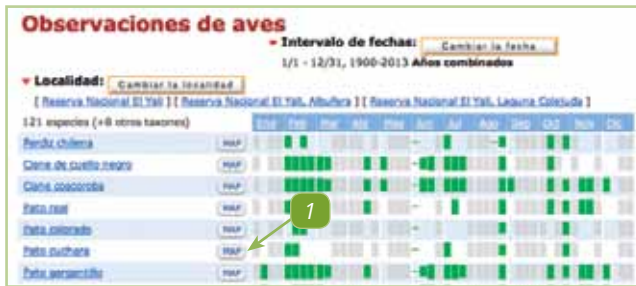 Observaciones de aves
Intervalo de fechas: Cambiar la fecha
1/1 - 12/31, 1900-2013 Años combinados
Localidad: Cambiar la localidad
[ Reserva Nacional El Yali ] [ Reserva Nacional El Yali, Albufera ] [ Reserva Nacional El Yali, Laguna Colejuda ]
121 especies (+8 otros taxones) Ene Feb Mar Abr May Jun Jul Ago Sep Oct Nov Dic
Perdiz chilena MAP
Cisne de cuello negro MAP
Cisne coscoroba MAP
Pato real MAP
1
Pato colorado MAP
Pato cuchara MAP
Pato jergoncillo MAP